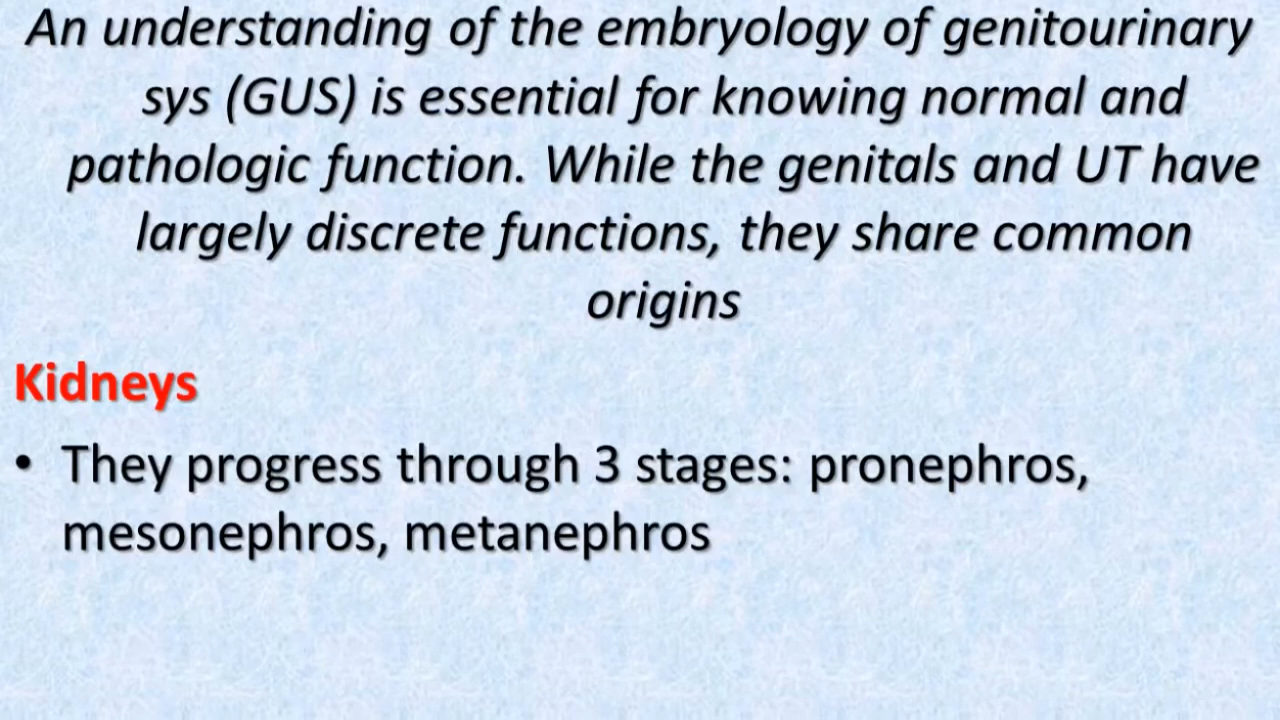 An understanding of the embryology of genitourinary
sys (GUS) is essential for knowing normal and
pathologic function. While the genitals and UT have
largely discrete functions, they share common
origins
Kidneys
• They progress through 3 stages: pronephros,
mesonephros, metanephros